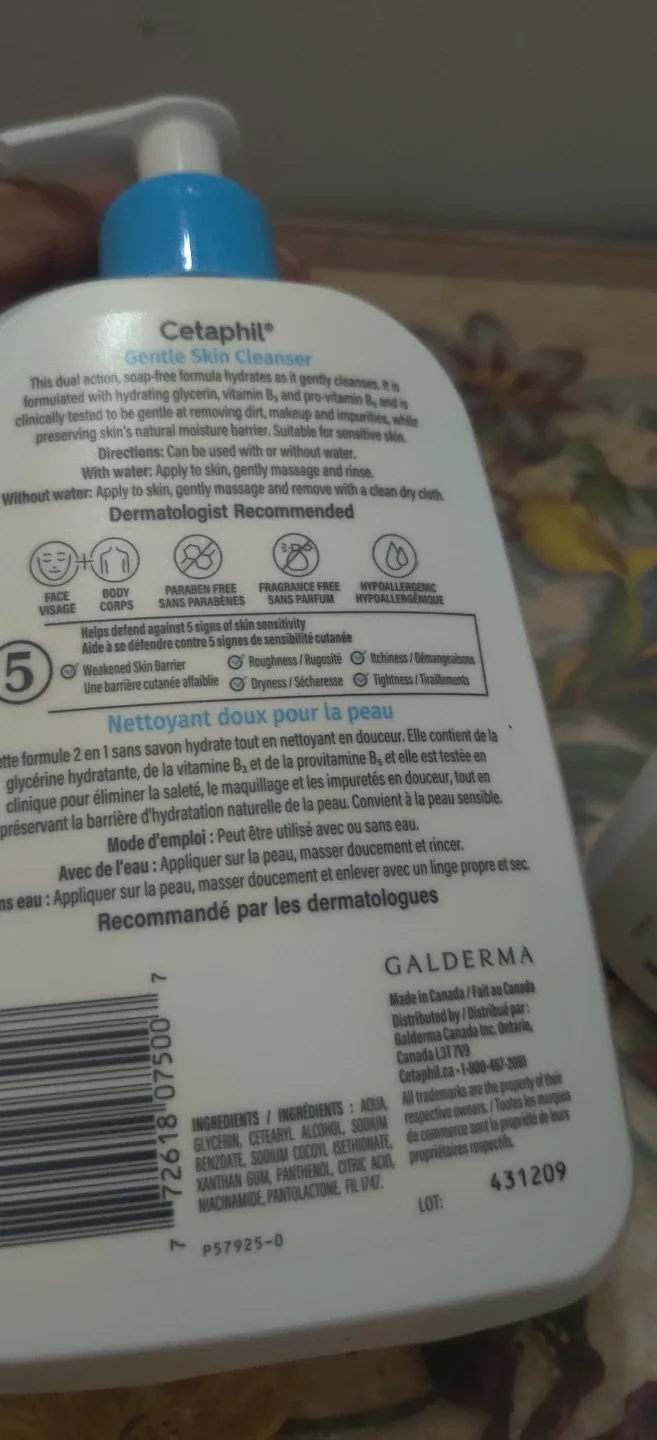 Cetaphil®
Gentle Skin Cleanser
This dual action, soap-free formula hydrates as it gently cleanses. It is
formulated with hydrating glycerin, vitamin B₃ and pro-vitamin B₅ and is
clinically tested to be gentle at removing dirt, makeup and impurities, while
preserving skin's natural moisture barrier. Suitable for sensitive skin.
Directions: Can be used with or without water.
With water: Apply to skin, gently massage and rinse.
Without water: Apply to skin, gently massage and remove with a clean dry cloth.
Dermatologist Recommended
FACE VISAGE
BODY CORPS
PARABEN FREE SANS PARABÈNES
FRAGRANCE FREE SANS PARFUM
HYPOALLERGENIC HYPOALLERGÉNIQUE
5
Helps defend against 5 signs of skin sensitivity
Aide à se défendre contre 5 signes de sensibilité cutanée
Weakened Skin Barrier
Une barrière cutanée affaiblie
Roughness / Rugosité
Itchiness / Démangeaisons
Dryness / Sécheresse
Tightness / Tiraillements
Nettoyant doux pour la peau
tte formule 2 en 1 sans savon hydrate tout en nettoyant en douceur. Elle contient de la
glycérine hydratante, de la vitamine B₃ et de la provitamine B₅ et elle est testée en
clinique pour éliminer la saleté, le maquillage et les impuretés en douceur, tout en
préservant la barrière d'hydratation naturelle de la peau. Convient à la peau sensible.
Mode d'emploi : Peut être utilisé avec ou sans eau.
Avec de l'eau : Appliquer sur la peau, masser doucement et rincer.
ns eau : Appliquer sur la peau, masser doucement et enlever avec un linge propre et sec.
Recommandé par les dermatologues
GALDERMA
Made in Canada / Fait au Canada
Distributed by / Distribué par :
Galderma Canada Inc. Ontario,
Canada L3T 7V9
Cetaphil.ca • 1-800-467-2081
All trademarks are the property of their
respective owners. / Toutes les marques
de commerce sont la propriété de leurs
propriétaires respectifs.
LOT:
431209
7 72618 07500 7
INGREDIENTS / INGRÉDIENTS : AQUA,
GLYCERIN, CETEARYL ALCOHOL, SODIUM
BENZOATE, SODIUM COCOYL ISETHIONATE,
XANTHAN GUM, PANTHENOL, CITRIC ACID,
NIACINAMIDE, PANTOLACTONE. FIL 1747.
P57925-0